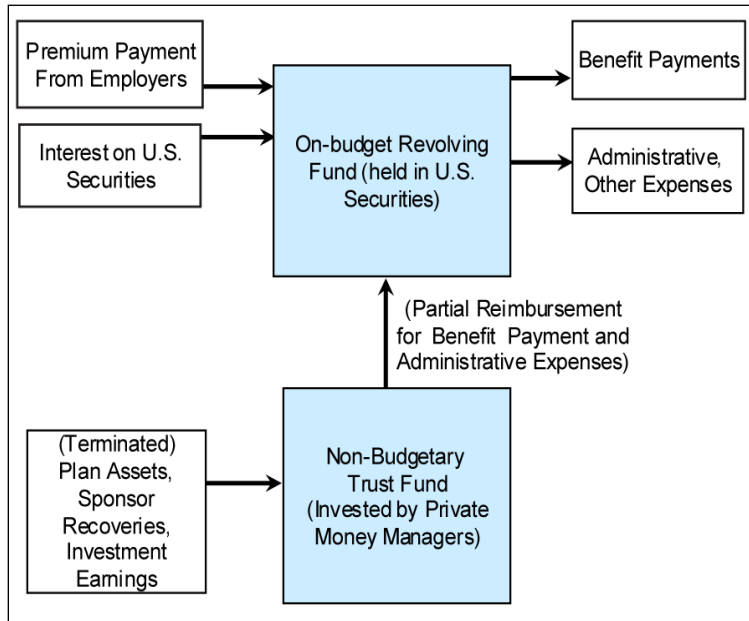 Premium Payment
From Employers
Interest on U.S.
Securities
On-budget Revolving
Fund (held in U.S.
Securities)
Benefit Payments
Administrative,
Other Expenses
(Partial Reimbursement
for Benefit Payment and
Administrative Expenses)
(Terminated)
Plan Assets,
Sponsor
Recoveries,
Investment
Earnings
Non-Budgetary
Trust Fund
(Invested by Private
Money Managers)